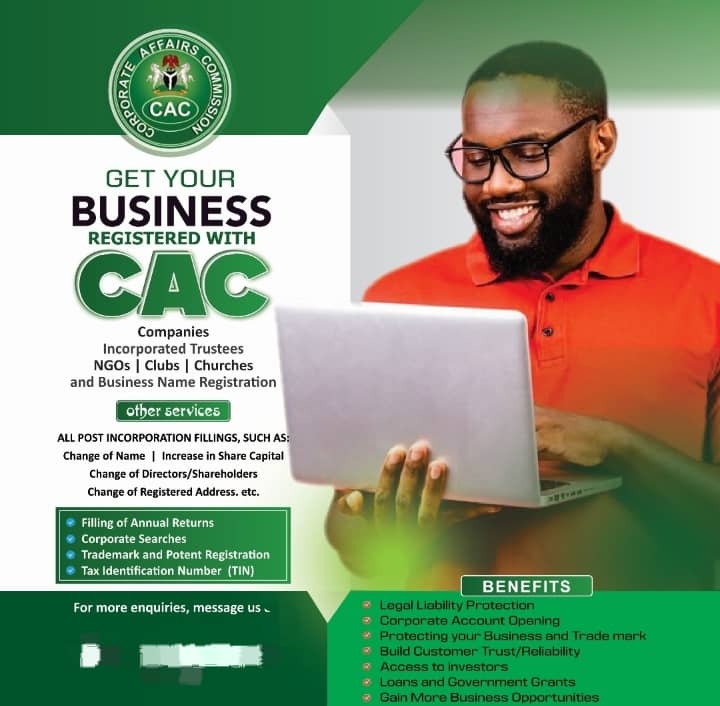 CORPORATE AFFAIRS COMMISSION
CAC
GET YOUR
BUSINESS
REGISTERED WITH
CAC
Companies
Incorporated Trustees
NGOs | Clubs | Churches
and Business Name Registration
other services
ALL POST INCORPORATION FILLINGS, SUCH AS:
Change of Name | Increase in Share Capital
Change of Directors/Shareholders
Change of Registered Address. etc.
Filling of Annual Returns
Corporate Searches
Trademark and Potent Registration
Tax Identification Number (TIN)
For more enquiries, message us
BENEFITS
Legal Liability Protection
Corporate Account Opening
Protecting your Business and Trade mark
Build Customer Trust/Reliability
Access to investors
Loans and Government Grants
Gain More Business Opportunities